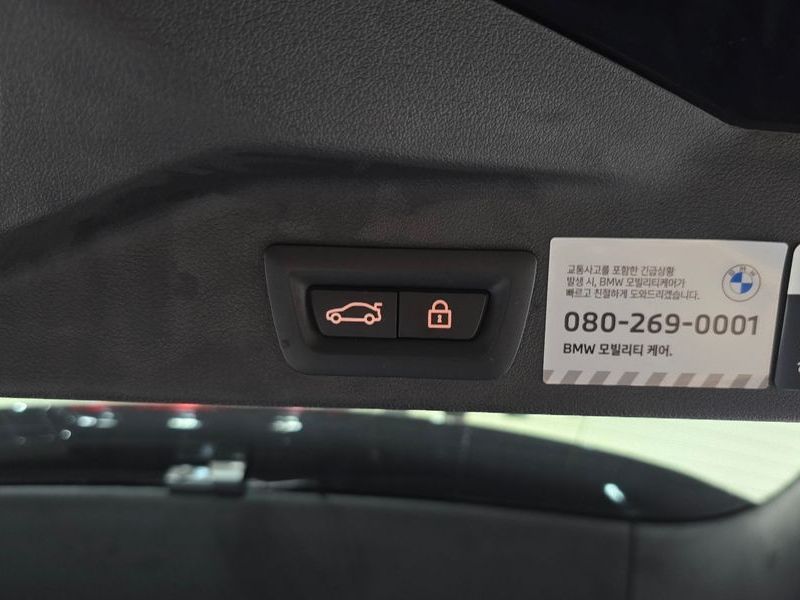 교통사고를 포함한 긴급상황
발생 시, BMW 모빌리티케어가
빠르고 친절하게 도와드리겠습니다.
080-269-0001
BMW 모빌리티 케어.